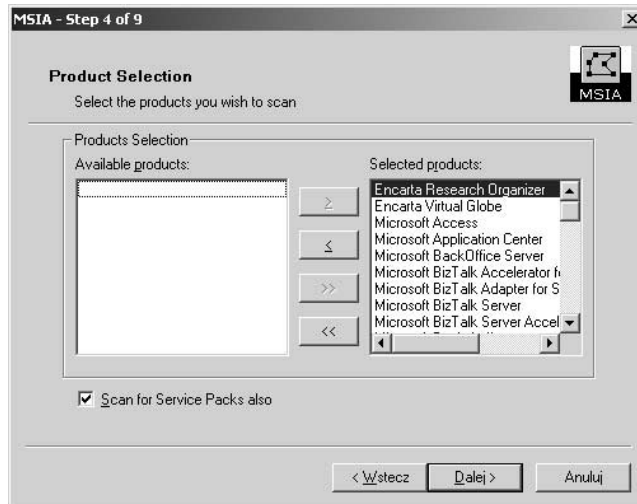 MSIA - Step 4 of 9
Product Selection
Select the products you wish to scan
MSIA
Products Selection
Available products:
Selected products:
Encarta Research Organizer
Encarta Virtual Globe
Microsoft Access
Microsoft Application Center
Microsoft BackOffice Server
Microsoft BizTalk Accelerator f
Microsoft BizTalk Adapter for S
Microsoft BizTalk Server
Microsoft BizTalk Server Accel
>
<
>>
<<
Scan for Service Packs also
< Wstecz
Dalej >
Anuluj